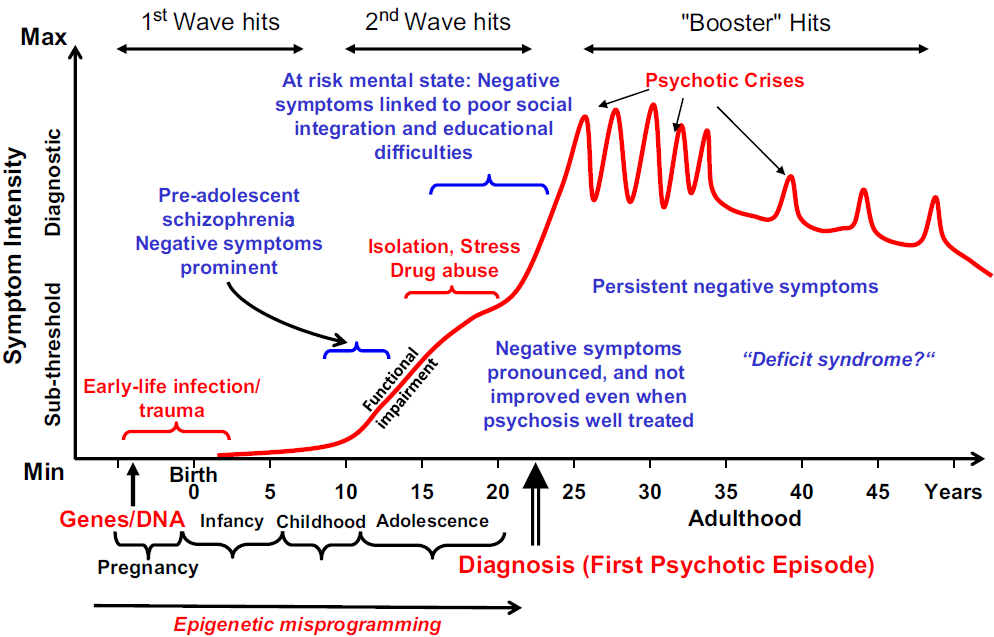 1st Wave hits
2nd Wave hits
"Booster" Hits
Max
At risk mental state: Negative
symptoms linked to poor social
integration and educational
difficulties
Psychotic Crises
Symptom Intensity
Diagnostic
Sub-threshold
Pre-adolescent
schizophrenia:
Negative symptoms
prominent
Isolation, Stress
Drug abuse
Persistent negative symptoms
Functional
impairment
Negative symptoms
pronounced, and not
improved even when
psychosis well treated
“Deficit syndrome?“
Early-life infection/
trauma
Min
Birth
0 5 10 15 20 25 30 35 40 45 Years
Genes/DNA
Infancy
Childhood
Adolescence
Adulthood
Pregnancy
Diagnosis (First Psychotic Episode)
Epigenetic misprogramming